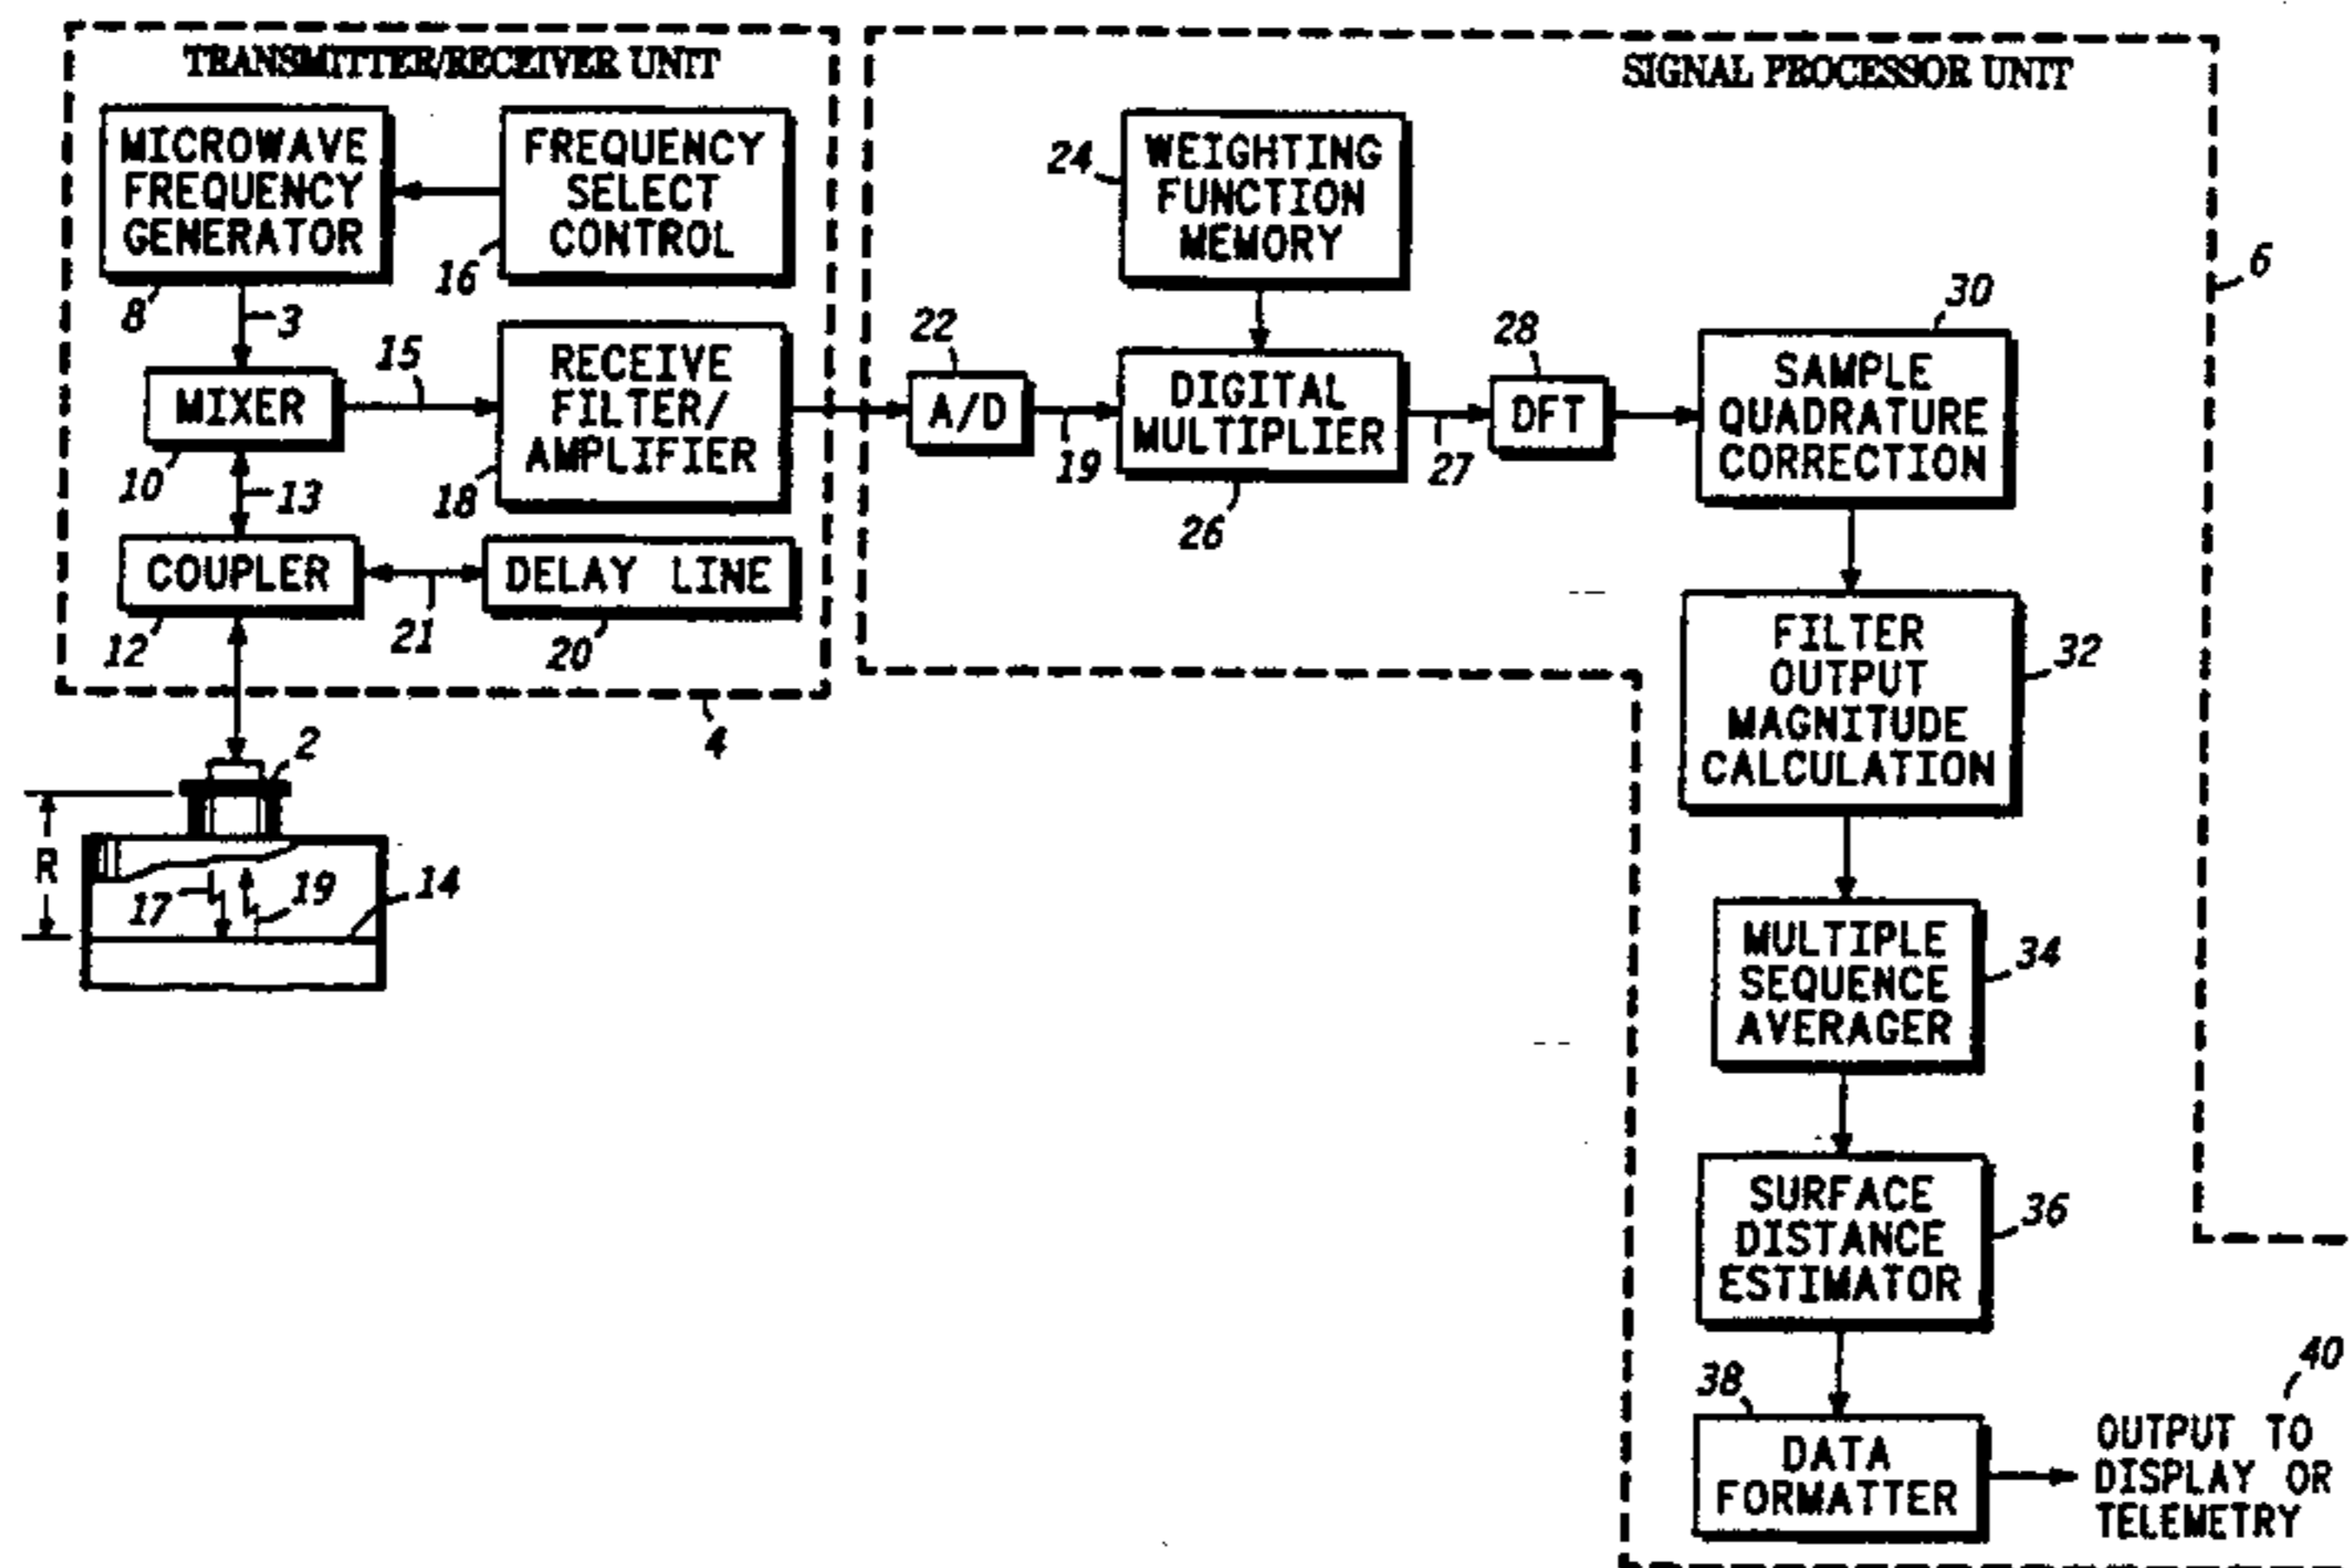 TRANSMITTER/RECEIVER UNIT
MICROWAVE
FREQUENCY
GENERATOR
8
FREQUENCY
SELECT
CONTROL
16
3
MIXER
10
15
RECEIVE
FILTER/
AMPLIFIER
18
13
COUPLER
12
21
DELAY LINE
20
4
2
R
17
19
14
SIGNAL PROCESSOR UNIT
6
24
WEIGHTING
FUNCTION
MEMORY
22
A/D
19
DIGITAL
MULTIPLIER
26
27
28
DFT
30
SAMPLE
QUADRATURE
CORRECTION
FILTER
OUTPUT
MAGNITUDE
CALCULATION
32
MULTIPLE
SEQUENCE
AVERAGER
34
SURFACE
DISTANCE
ESTIMATOR
36
38
DATA
FORMATTER
40
OUTPUT TO
DISPLAY OR
TELEMETRY